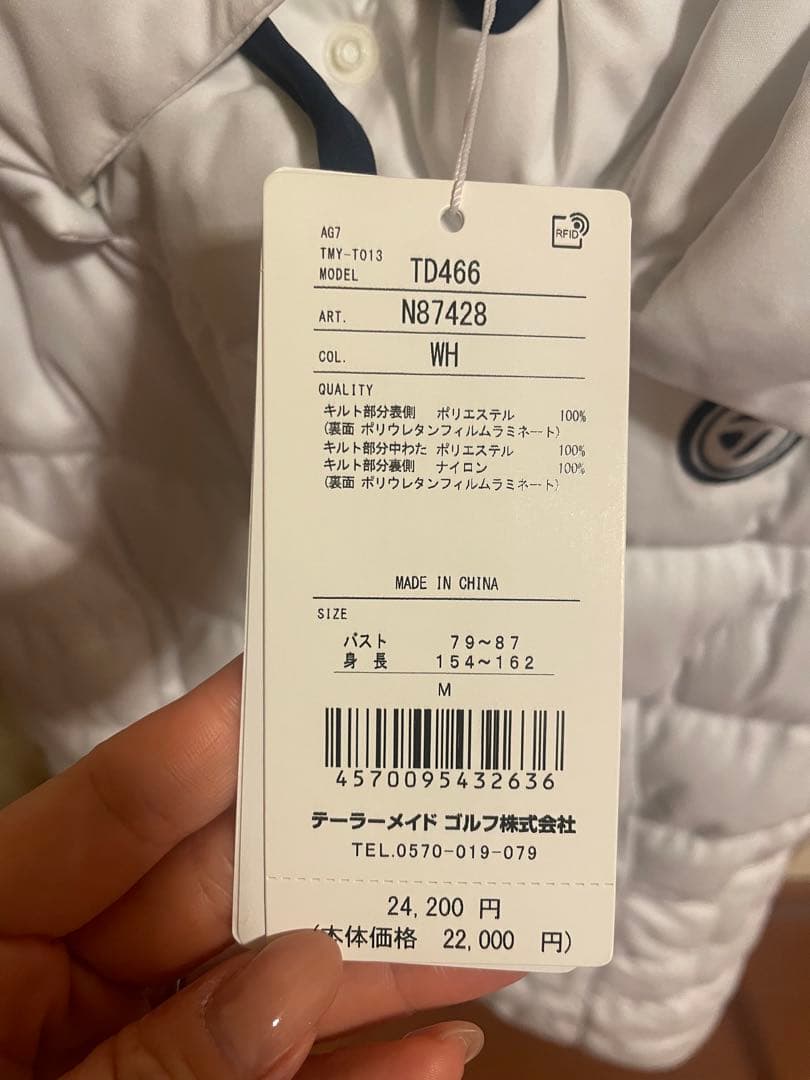 RFID
AG7
TMY-T013
MODEL TD466
ART. N87428
COL. WH
QUALITY
キルト部分表側 ポリエステル 100%
(裏面 ポリウレタンフィルムラミネート)
キルト部分中わた ポリエステル 100%
キルト部分裏側 ナイロン 100%
(裏面 ポリウレタンフィルムラミネート)
MADE IN CHINA
SIZE
バスト 79~87
身長 154~162
M
4570095432636
テーラーメイド ゴルフ株式会社
TEL.0570-019-079
24,200 円
(本体価格 22,000 円)